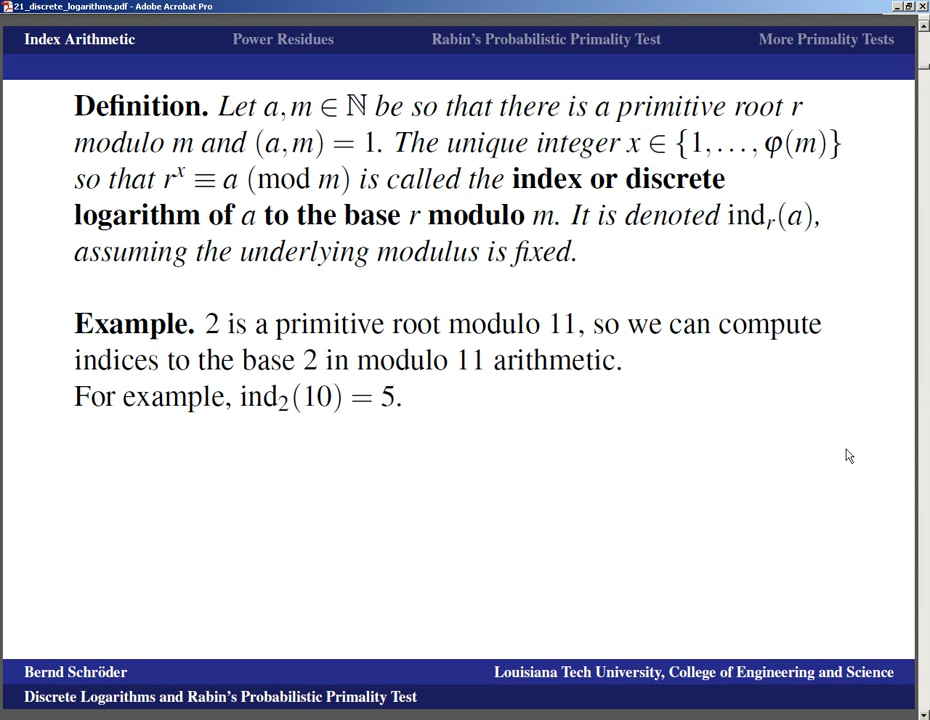 21_discrete_logarithms.pdf - Adobe Acrobat Pro
Index Arithmetic Power Residues Rabin's Probabilistic Primality Test More Primality Tests
Definition. Let a, m ∈ ℕ be so that there is a primitive root r
modulo m and (a, m) = 1. The unique integer x ∈ {1, …, φ(m)}
so that rˣ ≡ a (mod m) is called the index or discrete
logarithm of a to the base r modulo m. It is denoted indᵣ(a),
assuming the underlying modulus is fixed.
Example. 2 is a primitive root modulo 11, so we can compute
indices to the base 2 in modulo 11 arithmetic.
For example, ind₂(10) = 5.
Bernd Schröder Louisiana Tech University, College of Engineering and Science
Discrete Logarithms and Rabin's Probabilistic Primality Test